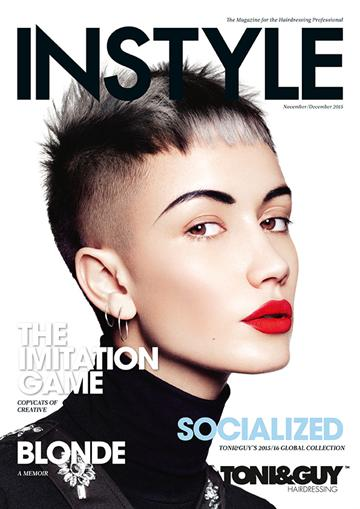 The Magazine for the Hairdressing Professional
INSTYLE
November/December 2015
THE
IMITATION
GAME
COPYCATS OF
CREATIVE
SOCIALIZED
TONI&GUY'S 2015/16 GLOBAL COLLECTION
BLONDE
A MEMOIR
TONI&GUY™
HAIRDRESSING